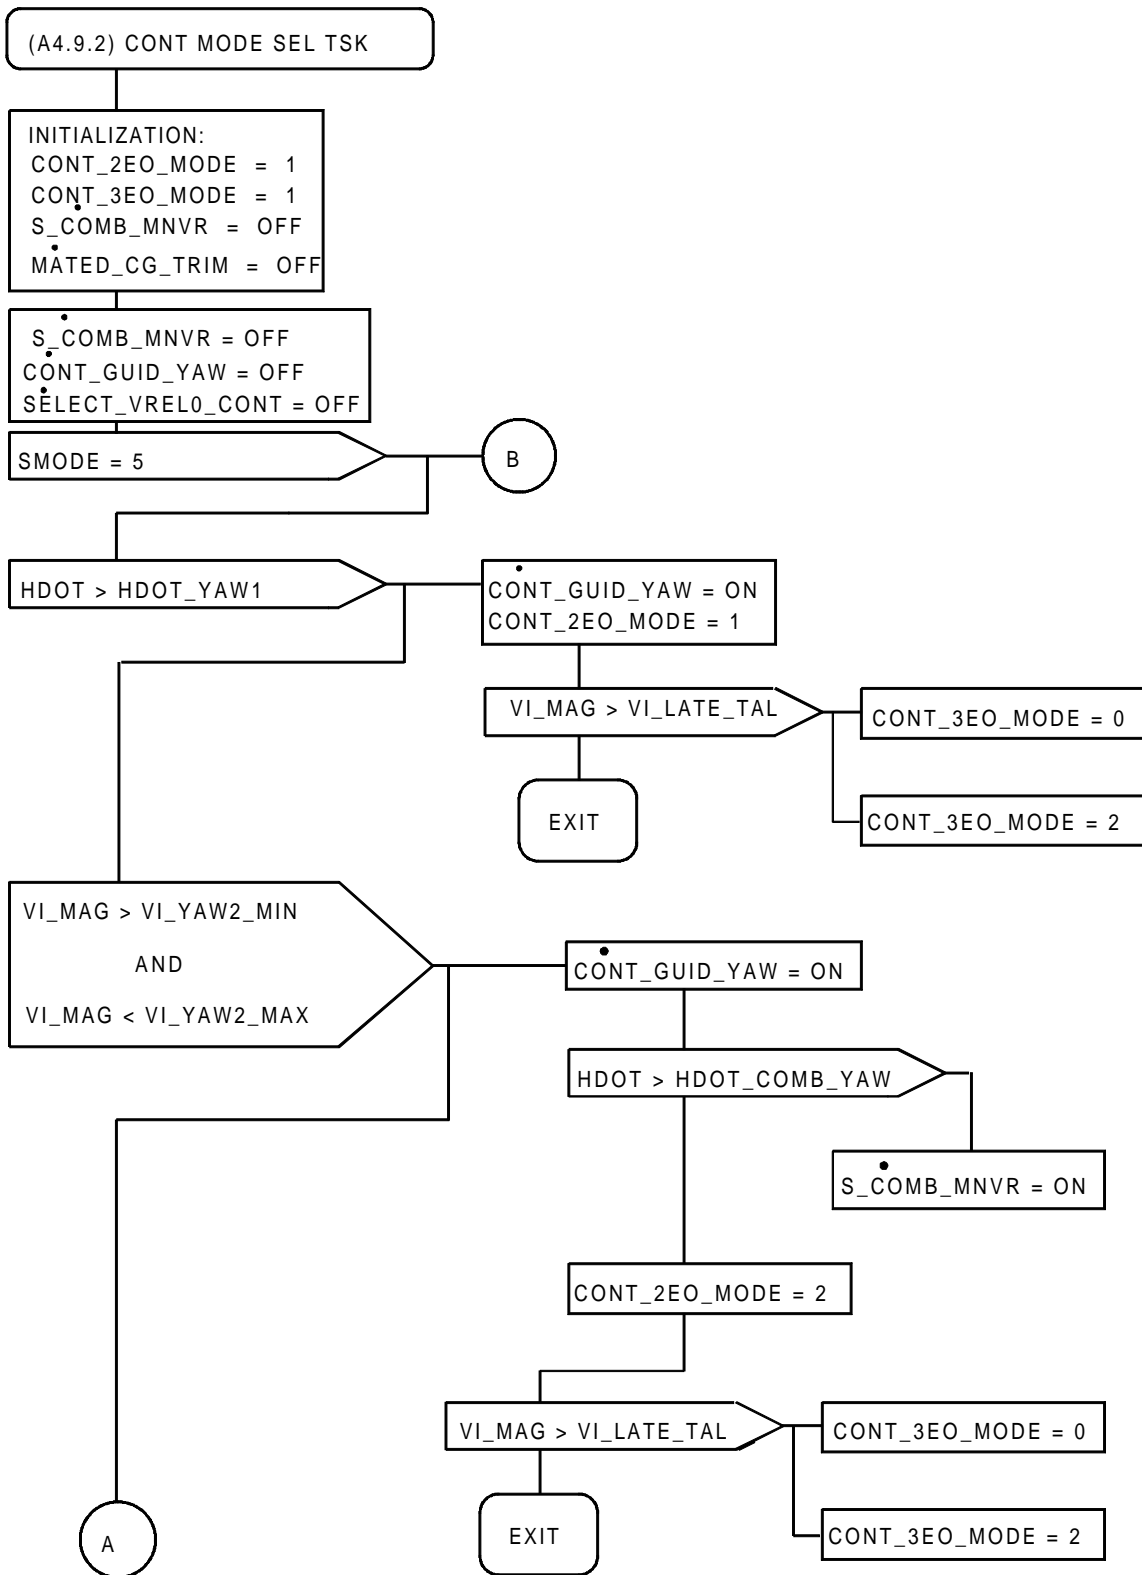 (A4.9.2) CONT MODE SEL TSK
INITIALIZATION:
CONT_2EO_MODE = 1
CONT_3EO_MODE = 1
S_COMB_MNVR = OFF
MATED_CG_TRIM = OFF
S_COMB_MNVR = OFF
CONT_GUID_YAW = OFF
SELECT_VREL0_CONT = OFF
SMODE = 5
B
HDOT > HDOT_YAW1
CONT_GUID_YAW = ON
CONT_2EO_MODE = 1
VI_MAG > VI_LATE_TAL
CONT_3EO_MODE = 0
EXIT
CONT_3EO_MODE = 2
VI_MAG > VI_YAW2_MIN
AND
VI_MAG < VI_YAW2_MAX
CONT_GUID_YAW = ON
HDOT > HDOT_COMB_YAW
S_COMB_MNVR = ON
CONT_2EO_MODE = 2
VI_MAG > VI_LATE_TAL
CONT_3EO_MODE = 0
A
EXIT
CONT_3EO_MODE = 2